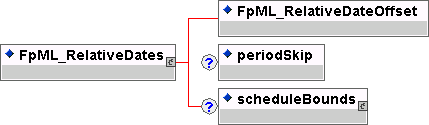 FpML_RelativeDateOffset
FpML_RelativeDates
? periodSkip
? scheduleBounds